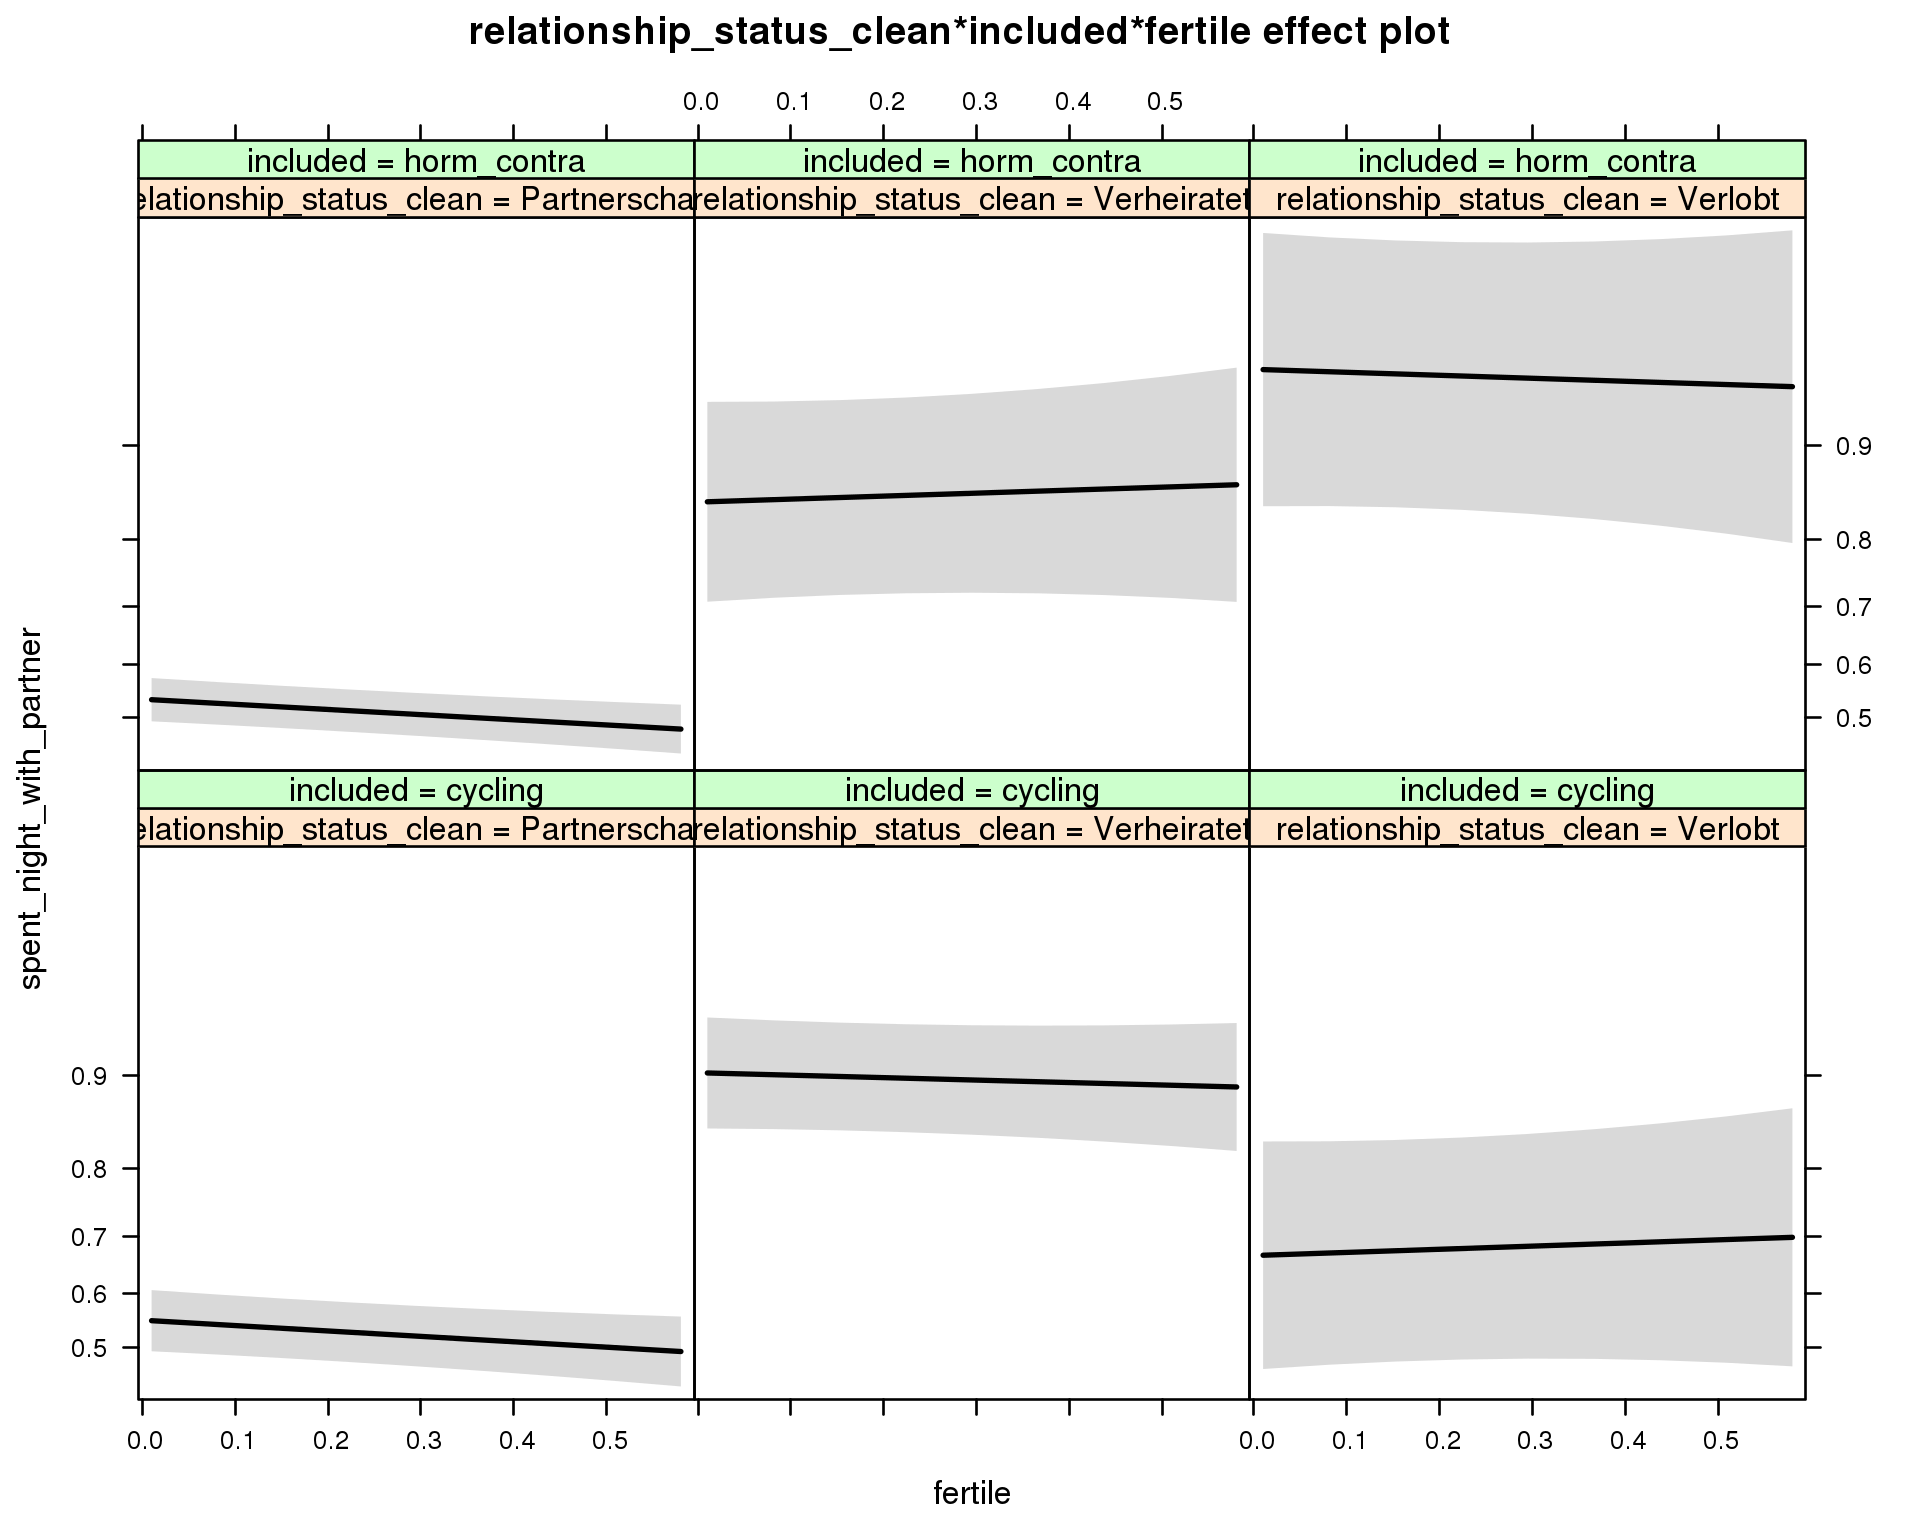 relationship_status_clean*included*fertile effect plot
0.0 0.1 0.2 0.3 0.4 0.5
included = horm_contra included = horm_contra included = horm_contra
elationship_status_clean = Partnerscha relationship_status_clean = Verheiratet relationship_status_clean = Verlobt
0.9
0.8
0.7
0.6
0.5
spent_night_with_partner
included = cycling included = cycling included = cycling
elationship_status_clean = Partnerscha relationship_status_clean = Verheiratet relationship_status_clean = Verlobt
0.9
0.8
0.7
0.6
0.5
0.0 0.1 0.2 0.3 0.4 0.5 0.0 0.1 0.2 0.3 0.4 0.5
fertile